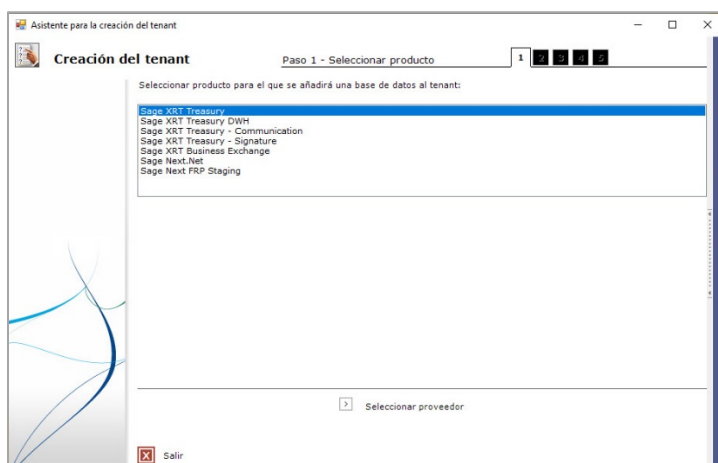 Asistente para la creación del tenant
Creación del tenant
Paso 1 - Seleccionar producto
1 2 3 4 5
Seleccionar producto para el que se añadirá una base de datos al tenant:
Sage XRT Treasury
Sage XRT Treasury DWH
Sage XRT Treasury - Communication
Sage XRT Treasury - Signature
Sage XRT Business Exchange
Sage Next.Net
Sage Next FRP Staging
Seleccionar proveedor
Salir